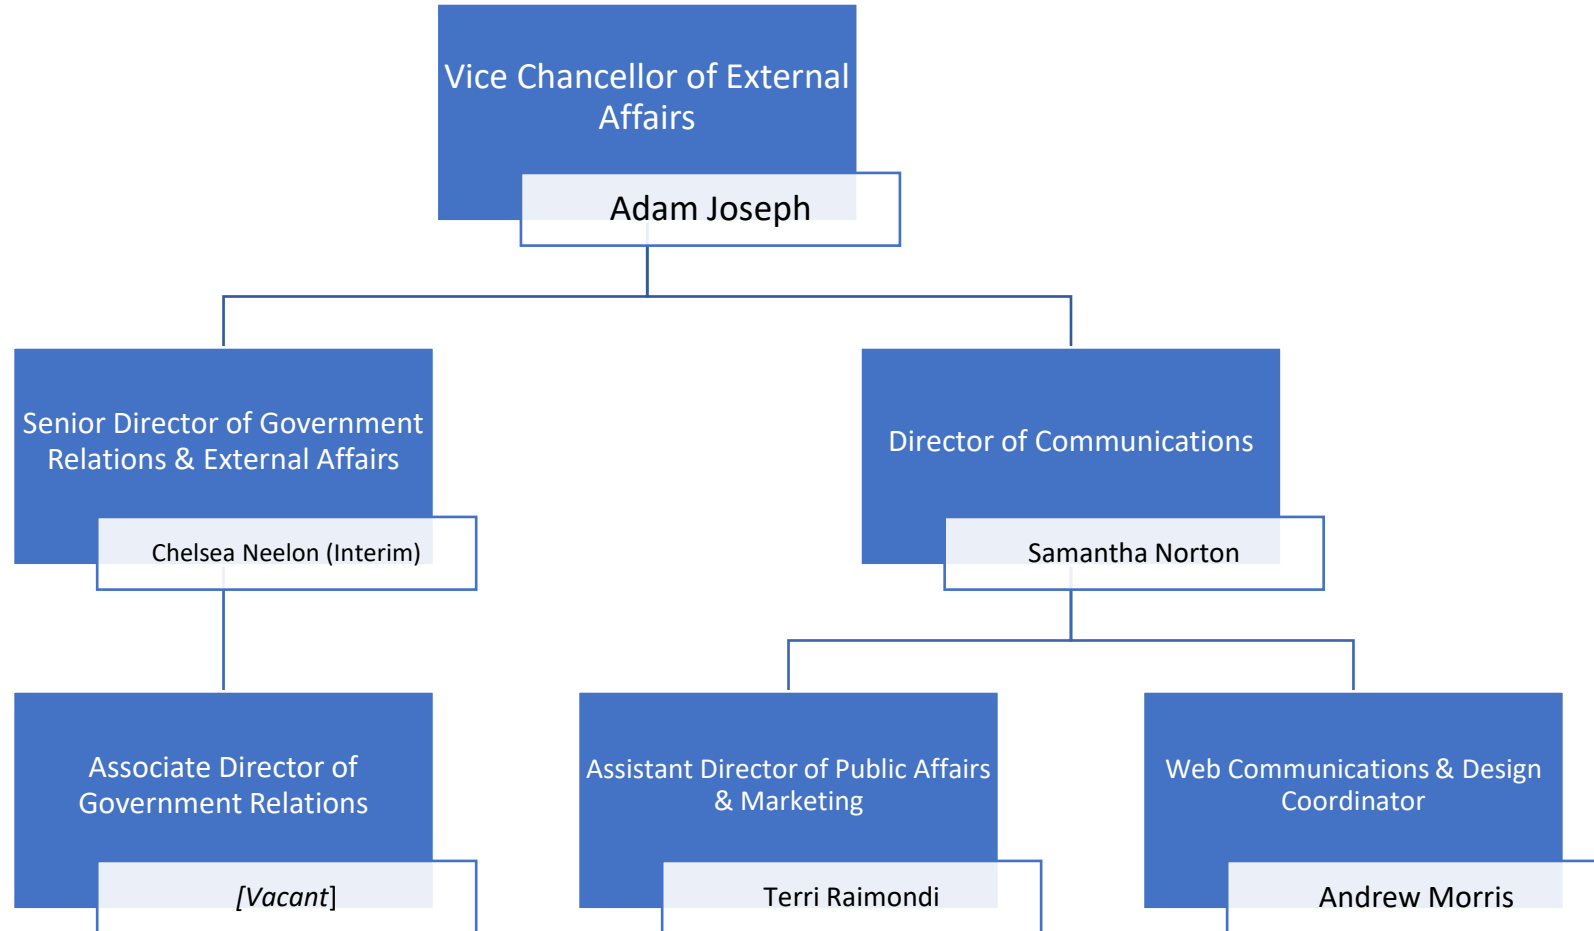 Vice Chancellor of External
Affairs
Adam Joseph
Senior Director of Government
Relations & External Affairs
Chelsea Neelon (Interim)
Director of Communications
Samantha Norton
Associate Director of
Government Relations
[Vacant]
Assistant Director of Public Affairs
& Marketing
Terri Raimondi
Web Communications & Design
Coordinator
Andrew Morris